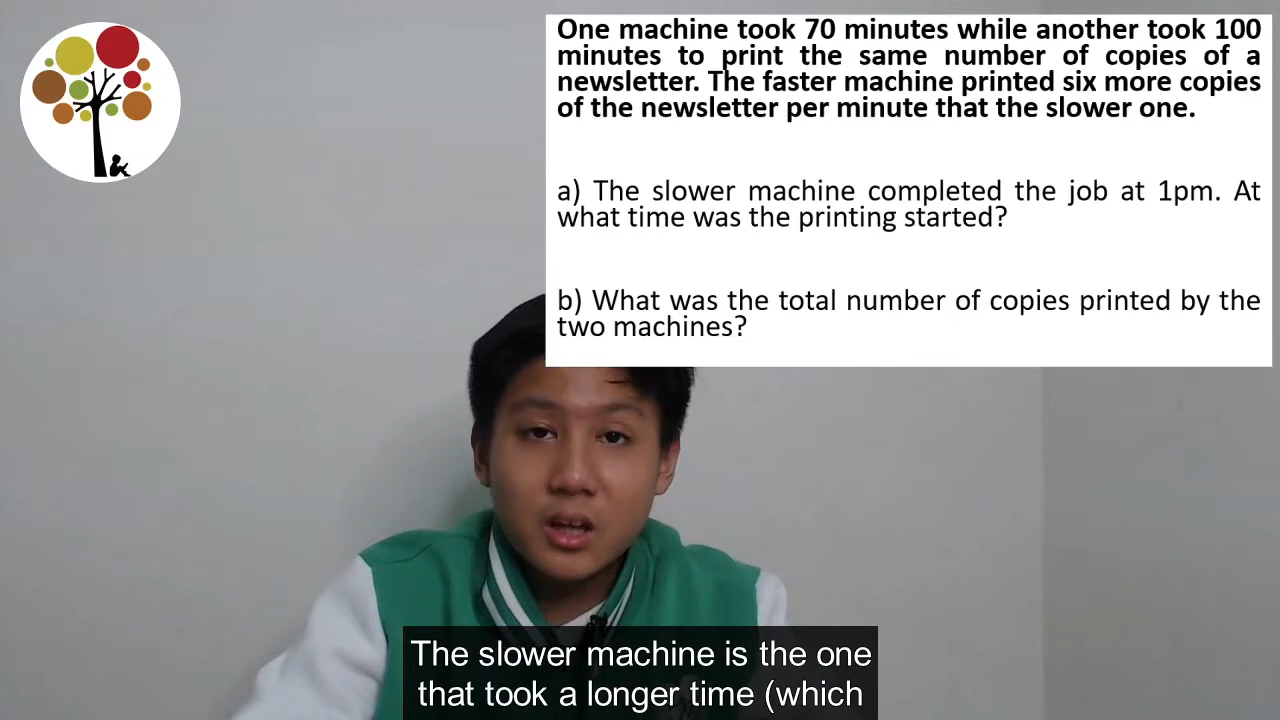 One machine took 70 minutes while another took 100
minutes to print the same number of copies of a
newsletter. The faster machine printed six more copies
of the newsletter per minute that the slower one.
a) The slower machine completed the job at 1pm. At
what time was the printing started?
b) What was the total number of copies printed by the
two machines?
The slower machine is the one
that took a longer time (which